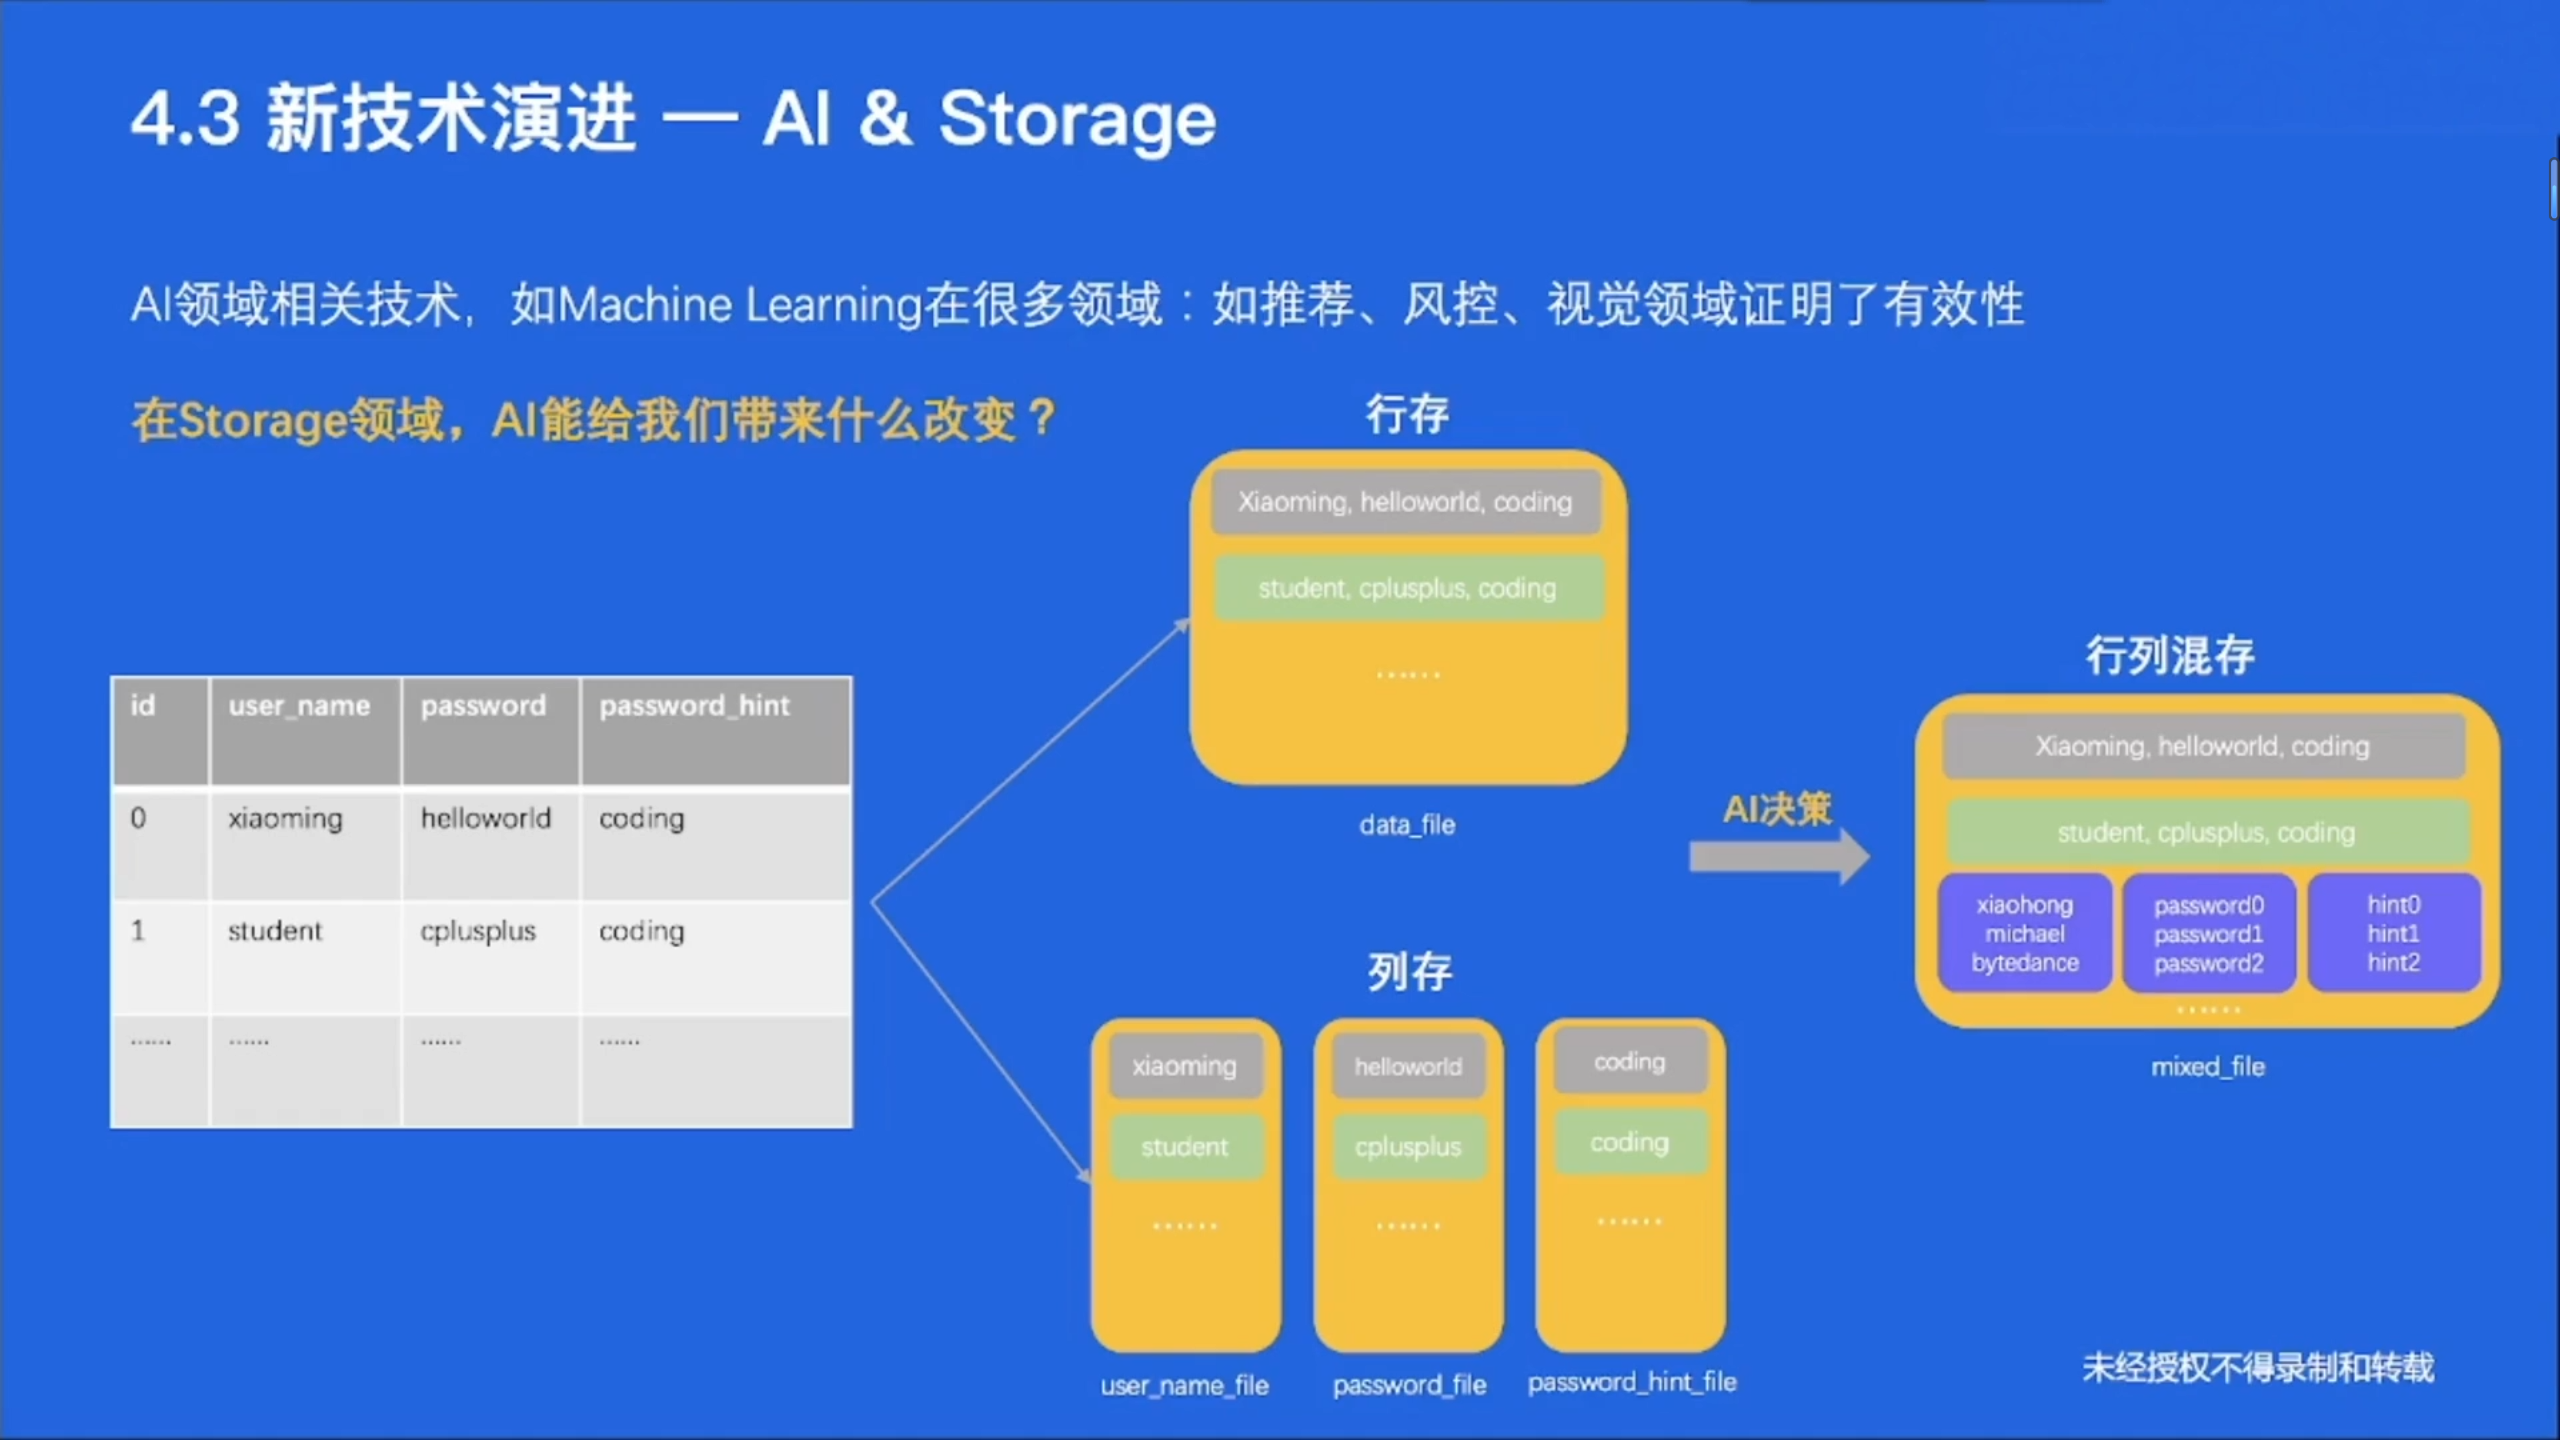 4.3 新技术演进 — AI & Storage
AI领域相关技术，如Machine Learning在很多领域：如推荐、风控、视觉领域证明了有效性
在Storage领域，AI能给我们带来什么改变？
id user_name password password_hint
0 xiaoming helloworld coding
1 student cplusplus coding
...... ...... ...... ......
行存
Xiaoming, helloworld, coding
student, cplusplus, coding
......
data_file
列存
xiaoming helloworld coding
student cplusplus coding
...... ...... ......
user_name_file password_file password_hint_file
AI决策
行列混存
Xiaoming, helloworld, coding
student, cplusplus, coding
xiaohong password0 hint0
michael password1 hint1
bytedance password2 hint2
......
mixed_file
未经授权不得录制和转载